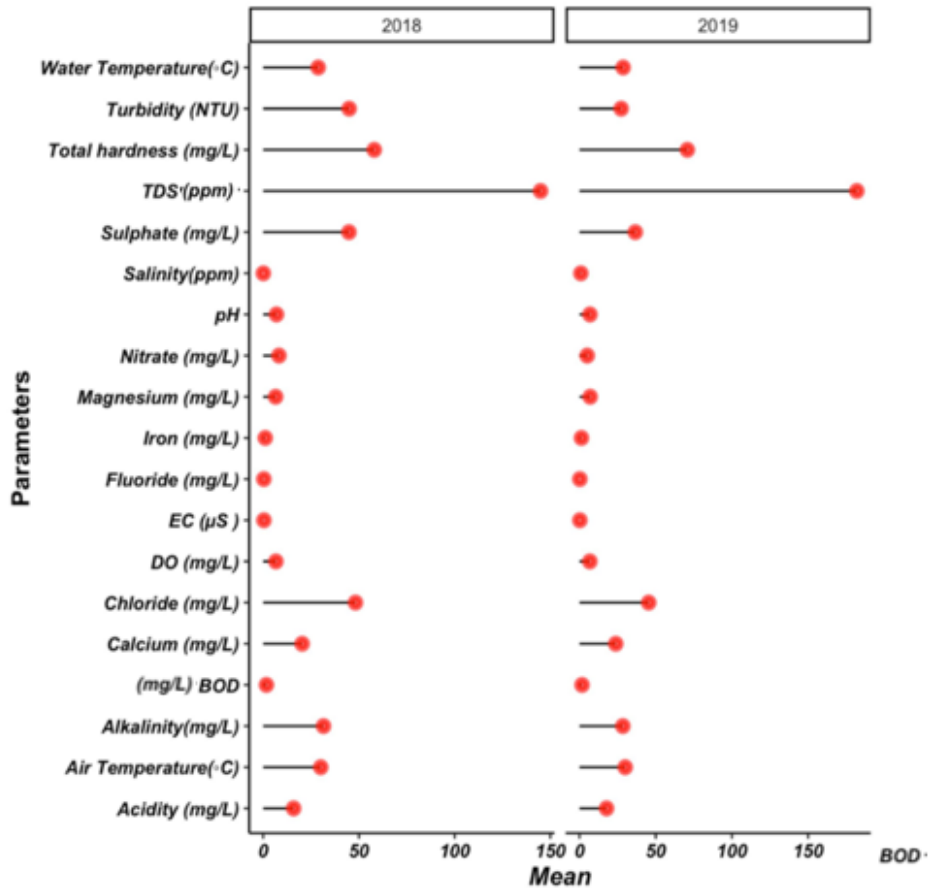 2018 2019
Water Temperature(◦C)
Turbidity (NTU)
Total hardness (mg/L)
TDS (ppm)
Sulphate (mg/L)
Salinity(ppm)
pH
Nitrate (mg/L)
Magnesium (mg/L)
Iron (mg/L)
Fluoride (mg/L)
EC (µS )
DO (mg/L)
Chloride (mg/L)
Calcium (mg/L)
(mg/L) BOD
Alkalinity(mg/L)
Air Temperature(◦C)
Acidity (mg/L)
Parameters
0 50 100 150 0 50 100 150
Mean
BOD